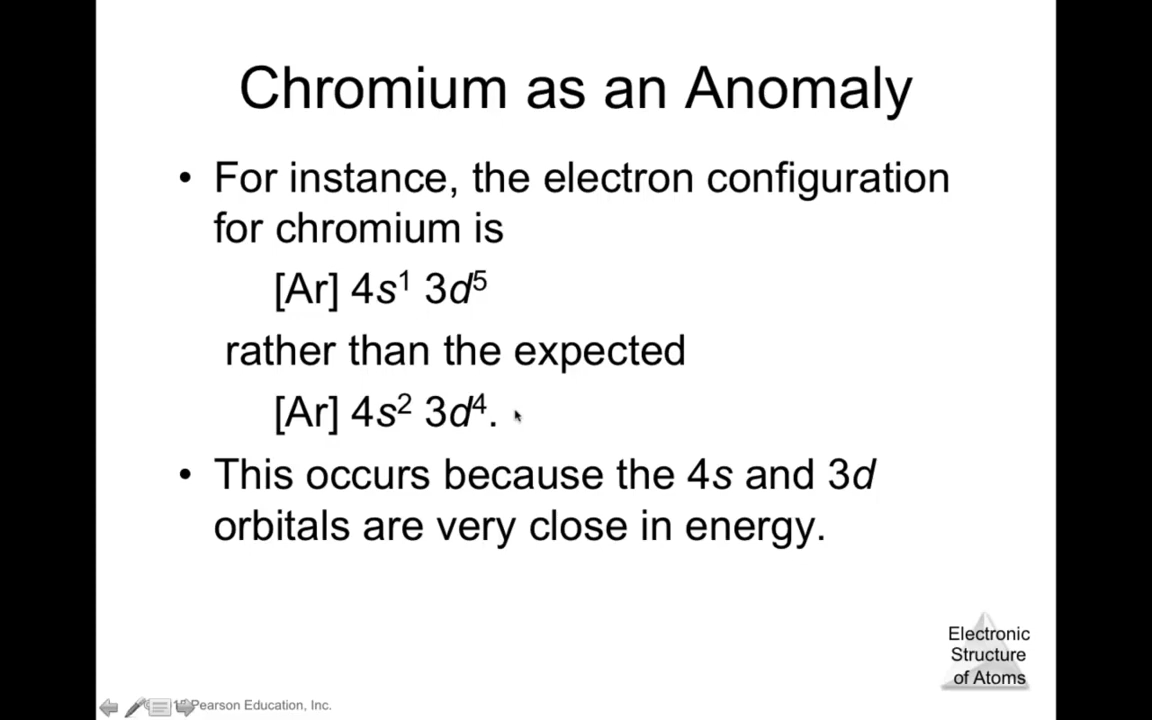 Chromium as an Anomaly
• For instance, the electron configuration
for chromium is
[Ar] 4s¹ 3d⁵
rather than the expected
[Ar] 4s² 3d⁴.
• This occurs because the 4s and 3d
orbitals are very close in energy.
Electronic
Structure
of Atoms
Pearson Education, Inc.